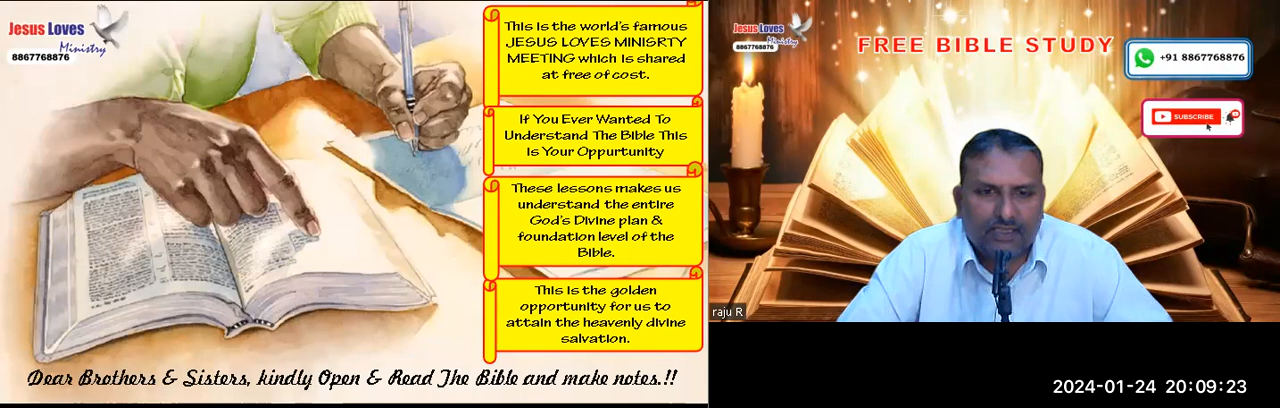 Jesus Loves
Ministry
8867768876
This is the world's famous
JESUS LOVES MINISRTY
MEETING which is shared
at free of cost.
If You Ever Wanted To
Understand The Bible This
is Your Oppurtunity
These lessons makes us
understand the entire
God's Divine plan &
foundation level of the
Bible.
This is the golden
opportunity for us to
attain the heavenly divine
salvation.
Dear Brothers & Sisters, kindly Open & Read The Bible and make notes.!!
Jesus Loves
Ministry
8867768876
FREE BIBLE STUDY
+91 8867768876
SUBSCRIBE
raju R
2024-01-24 20:09:23